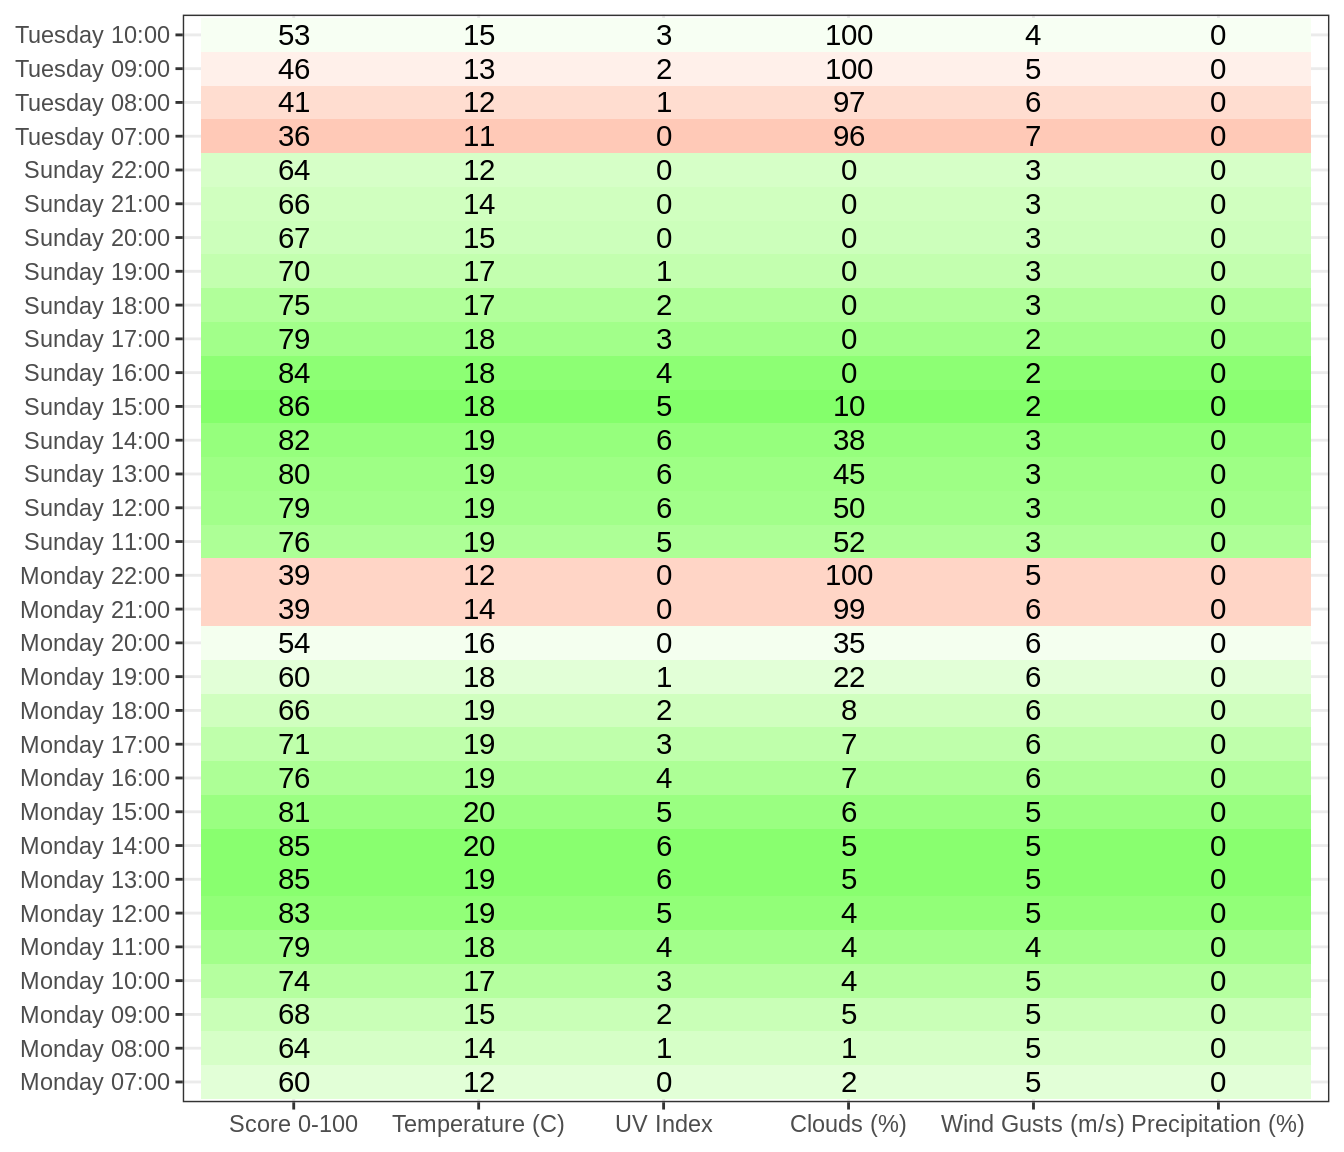 Tuesday 10:00 53 15 3 100 4 0
Tuesday 09:00 46 13 2 100 5 0
Tuesday 08:00 41 12 1 97 6 0
Tuesday 07:00 36 11 0 96 7 0
Sunday 22:00 64 12 0 0 3 0
Sunday 21:00 66 14 0 0 3 0
Sunday 20:00 67 15 0 0 3 0
Sunday 19:00 70 17 1 0 3 0
Sunday 18:00 75 17 2 0 3 0
Sunday 17:00 79 18 3 0 2 0
Sunday 16:00 84 18 4 0 2 0
Sunday 15:00 86 18 5 10 2 0
Sunday 14:00 82 19 6 38 3 0
Sunday 13:00 80 19 6 45 3 0
Sunday 12:00 79 19 6 50 3 0
Sunday 11:00 76 19 5 52 3 0
Monday 22:00 39 12 0 100 5 0
Monday 21:00 39 14 0 99 6 0
Monday 20:00 54 16 0 35 6 0
Monday 19:00 60 18 1 22 6 0
Monday 18:00 66 19 2 8 6 0
Monday 17:00 71 19 3 7 6 0
Monday 16:00 76 19 4 7 6 0
Monday 15:00 81 20 5 6 5 0
Monday 14:00 85 20 6 5 5 0
Monday 13:00 85 19 6 5 5 0
Monday 12:00 83 19 5 4 5 0
Monday 11:00 79 18 4 4 4 0
Monday 10:00 74 17 3 4 5 0
Monday 09:00 68 15 2 5 5 0
Monday 08:00 64 14 1 1 5 0
Monday 07:00 60 12 0 2 5 0
Score 0-100 Temperature (C) UV Index Clouds (%) Wind Gusts (m/s) Precipitation (%)